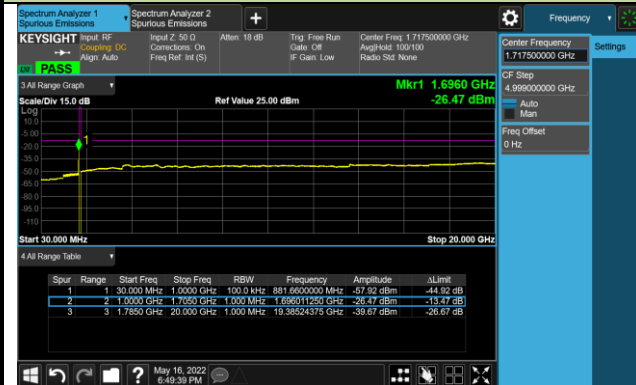 Spectrum Analyzer 1
Spurious Emissions
Spectrum Analyzer 2
Spurious Emissions
+
Frequency
KEYSIGHT
Input: RF
Coupling: DC
Align: Auto
Input Z: 50 Ω
Corrections: On
Freq Ref: Int (S)
Atten: 18 dB
Trig: Free Run
Gate: Off
IF Gain: Low
Center Freq: 1.717500000 GHz
Avg|Hold: 100/100
Radio Std: None
PASS
Center Frequency
1.717500000 GHz
Settings
CF Step
4.999000000 GHz
Auto
Man
Freq Offset
0 Hz
3 All Range Graph
Mkr1 1.6960 GHz
Scale/Div 15.0 dB
Ref Value 25.00 dBm
-26.47 dBm
Log
10.0
-5.00
-20.0
-35.0
-50.0
-65.0
-80.0
-95.0
-110
1
Start 30.000 MHz
Stop 20.000 GHz
4 All Range Table
Spur Range Start Freq Stop Freq RBW Frequency Amplitude ΔLimit
1 1 30.000 MHz 1.0000 GHz 100.0 kHz 881.6600000 MHz -57.92 dBm -44.92 dB
2 2 1.0000 GHz 1.7050 GHz 1.000 MHz 1.696011250 GHz -26.47 dBm -13.47 dB
3 3 1.7850 GHz 20.000 GHz 1.000 MHz 19.38524375 GHz -39.67 dBm -26.67 dB
?
May 16, 2022
6:49:39 PM